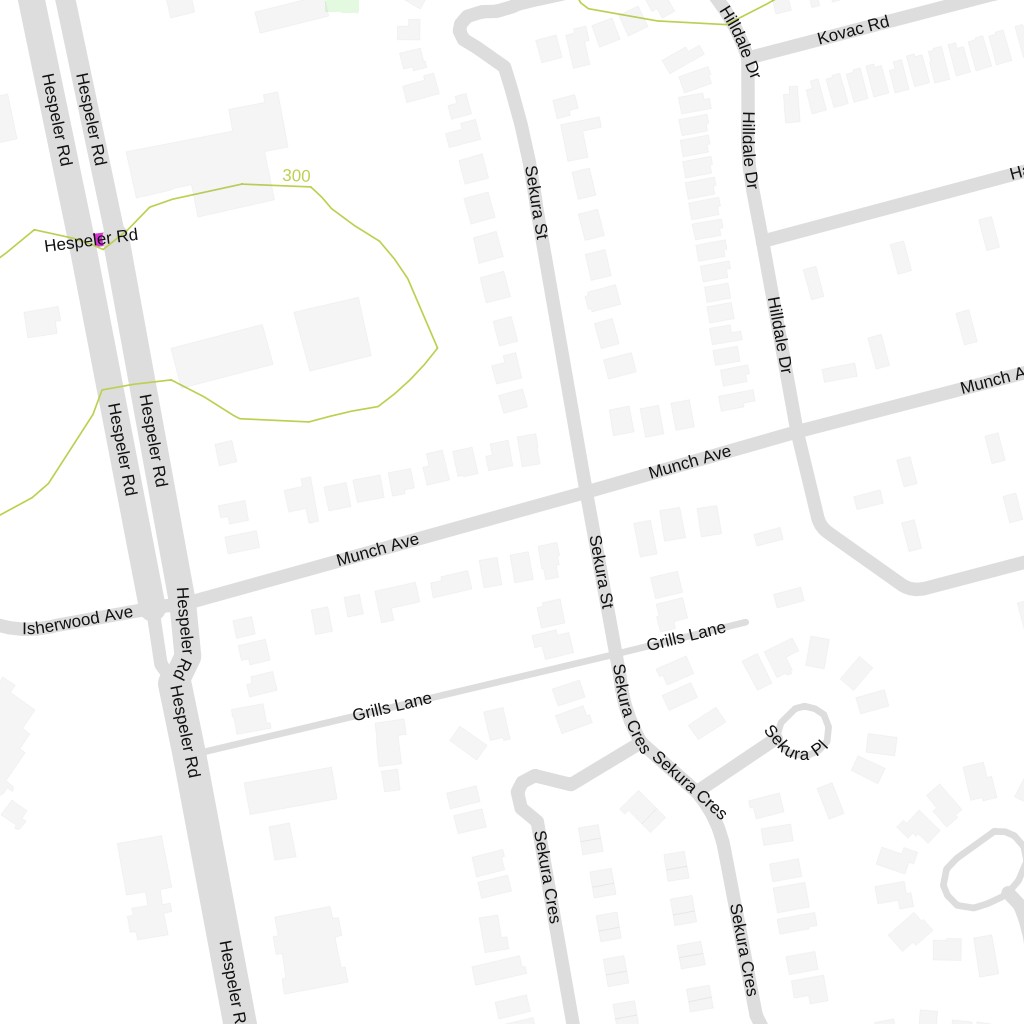 Hilldale Dr
Kovac Rd
Hespeler Rd
Hespeler Rd
Hilldale Dr
300
Sekura St
Ha
Hespeler Rd
Hilldale Dr
Munch A
Hespeler Rd
Hespeler Rd
Munch Ave
Munch Ave
Sekura St
Isherwood Ave
Hespeler Rd
Grills Lane
Grills Lane
Sekura Cres
Hespeler Rd
Sekura Pl
Sekura Cres
Sekura Cres
Sekura Cres
Hespeler R